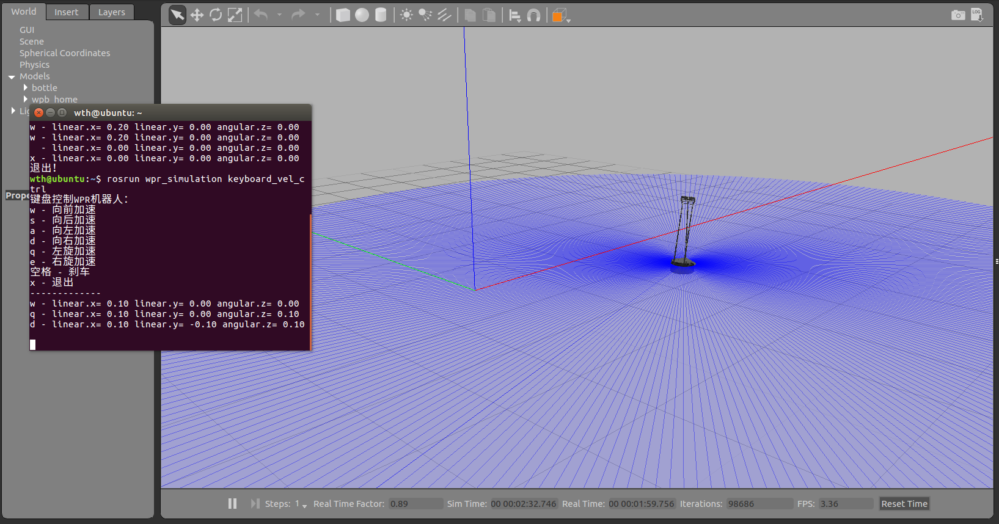 World Insert Layers
GUI
Scene
Spherical Coordinates
Physics
Models
bottle
wpb_home
Lig
Prope
wth@ubuntu: ~
w - linear.x= 0.20 linear.y= 0.00 angular.z= 0.00
w - linear.x= 0.20 linear.y= 0.00 angular.z= 0.00
- linear.x= 0.00 linear.y= 0.00 angular.z= 0.00
x - linear.x= 0.00 linear.y= 0.00 angular.z= 0.00
退出!
wth@ubuntu:~$ rosrun wpr_simulation keyboard_vel_c
trl
键盘控制WPR机器人:
w - 向前加速
s - 向后加速
a - 向左加速
d - 向右加速
q - 左旋加速
e - 右旋加速
空格 - 刹车
x - 退出
-------------
w - linear.x= 0.10 linear.y= 0.00 angular.z= 0.00
q - linear.x= 0.10 linear.y= 0.00 angular.z= 0.10
d - linear.x= 0.10 linear.y= -0.10 angular.z= 0.10
LOG
Steps: 1 Real Time Factor: 0.89 Sim Time: 00 00:02:32.746 Real Time: 00 00:01:59.756 Iterations: 98686 FPS: 3.36 Reset Time